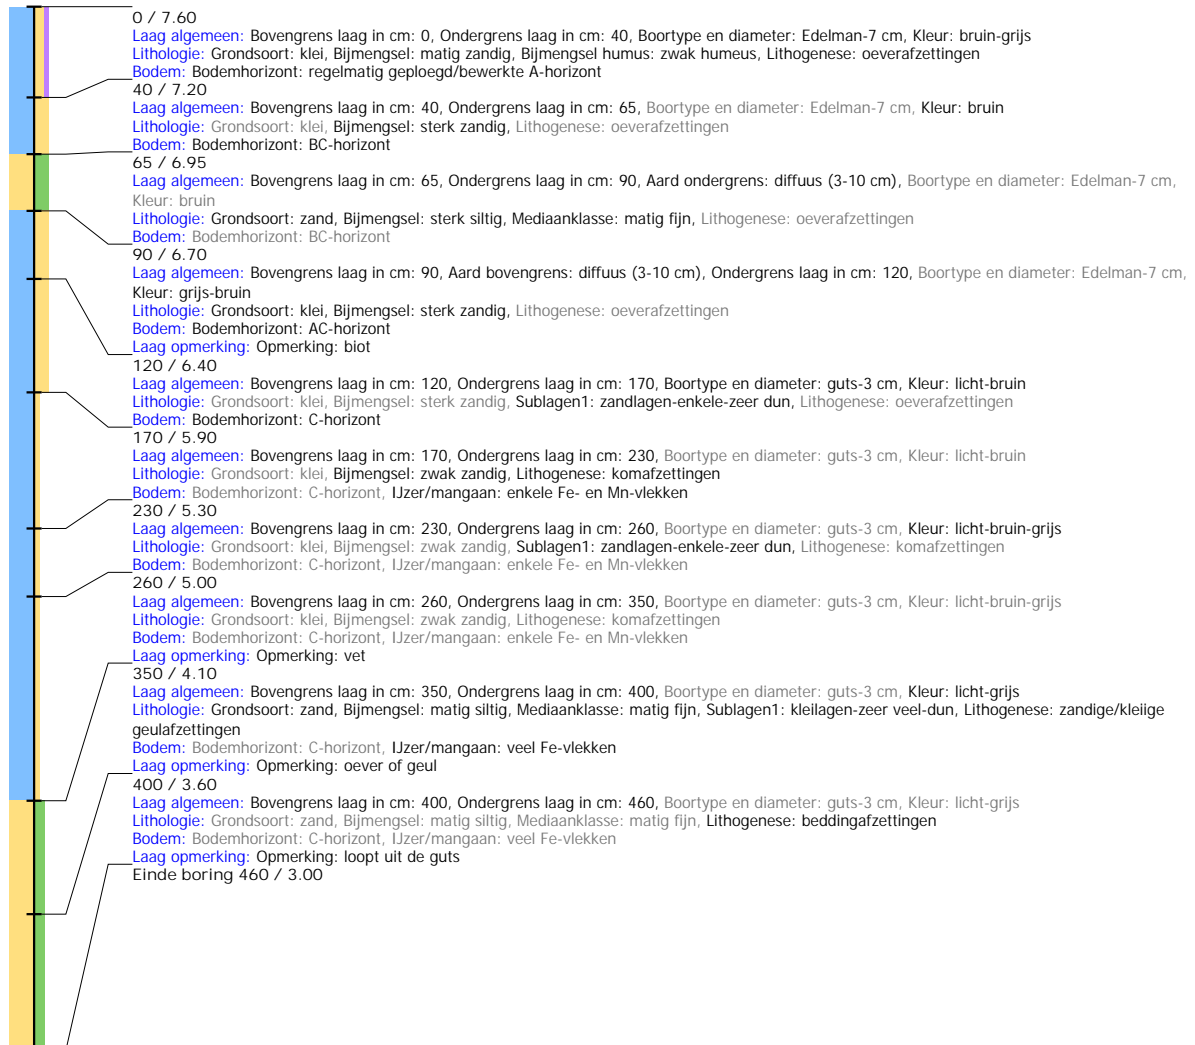 0 / 7.60
Laag algemeen: Bovengrens laag in cm: 0, Ondergrens laag in cm: 40, Boortype en diameter: Edelman-7 cm, Kleur: bruin-grijs
Lithologie: Grondsoort: klei, Bijmengsel: matig zandig, Bijmengsel humus: zwak humeus, Lithogenese: oeverafzettingen
Bodem: Bodemhorizont: regelmatig geploegd/bewerkte A-horizont
40 / 7.20
Laag algemeen: Bovengrens laag in cm: 40, Ondergrens laag in cm: 65, Boortype en diameter: Edelman-7 cm, Kleur: bruin
Lithologie: Grondsoort: klei, Bijmengsel: sterk zandig, Lithogenese: oeverafzettingen
Bodem: Bodemhorizont: BC-horizont
65 / 6.95
Laag algemeen: Bovengrens laag in cm: 65, Ondergrens laag in cm: 90, Aard ondergrens: diffuus (3-10 cm), Boortype en diameter: Edelman-7 cm,
Kleur: bruin
Lithologie: Grondsoort: zand, Bijmengsel: sterk siltig, Mediaanklasse: matig fijn, Lithogenese: oeverafzettingen
Bodem: Bodemhorizont: BC-horizont
90 / 6.70
Laag algemeen: Bovengrens laag in cm: 90, Aard bovengrens: diffuus (3-10 cm), Ondergrens laag in cm: 120, Boortype en diameter: Edelman-7 cm,
Kleur: grijs-bruin
Lithologie: Grondsoort: klei, Bijmengsel: sterk zandig, Lithogenese: oeverafzettingen
Bodem: Bodemhorizont: AC-horizont
Laag opmerking: Opmerking: biot
120 / 6.40
Laag algemeen: Bovengrens laag in cm: 120, Ondergrens laag in cm: 170, Boortype en diameter: guts-3 cm, Kleur: licht-bruin
Lithologie: Grondsoort: klei, Bijmengsel: sterk zandig, Sublagen1: zandlagen-enkele-zeer dun, Lithogenese: oeverafzettingen
Bodem: Bodemhorizont: C-horizont
170 / 5.90
Laag algemeen: Bovengrens laag in cm: 170, Ondergrens laag in cm: 230, Boortype en diameter: guts-3 cm, Kleur: licht-bruin
Lithologie: Grondsoort: klei, Bijmengsel: zwak zandig, Lithogenese: komafzettingen
Bodem: Bodemhorizont: C-horizont, IJzer/mangaan: enkele Fe- en Mn-vlekken
230 / 5.30
Laag algemeen: Bovengrens laag in cm: 230, Ondergrens laag in cm: 260, Boortype en diameter: guts-3 cm, Kleur: licht-bruin-grijs
Lithologie: Grondsoort: klei, Bijmengsel: zwak zandig, Sublagen1: zandlagen-enkele-zeer dun, Lithogenese: komafzettingen
Bodem: Bodemhorizont: C-horizont, IJzer/mangaan: enkele Fe- en Mn-vlekken
260 / 5.00
Laag algemeen: Bovengrens laag in cm: 260, Ondergrens laag in cm: 350, Boortype en diameter: guts-3 cm, Kleur: licht-bruin-grijs
Lithologie: Grondsoort: klei, Bijmengsel: zwak zandig, Lithogenese: komafzettingen
Bodem: Bodemhorizont: C-horizont, IJzer/mangaan: enkele Fe- en Mn-vlekken
Laag opmerking: Opmerking: vet
350 / 4.10
Laag algemeen: Bovengrens laag in cm: 350, Ondergrens laag in cm: 400, Boortype en diameter: guts-3 cm, Kleur: licht-grijs
Lithologie: Grondsoort: zand, Bijmengsel: matig siltig, Mediaanklasse: matig fijn, Sublagen1: kleilagen-zeer veel-dun, Lithogenese: zandige/kleiige
geulafzettingen
Bodem: Bodemhorizont: C-horizont, IJzer/mangaan: veel Fe-vlekken
Laag opmerking: Opmerking: oever of geul
400 / 3.60
Laag algemeen: Bovengrens laag in cm: 400, Ondergrens laag in cm: 460, Boortype en diameter: guts-3 cm, Kleur: licht-grijs
Lithologie: Grondsoort: zand, Bijmengsel: matig siltig, Mediaanklasse: matig fijn, Lithogenese: beddingafzettingen
Bodem: Bodemhorizont: C-horizont, IJzer/mangaan: veel Fe-vlekken
Laag opmerking: Opmerking: loopt uit de guts
Einde boring 460 / 3.00